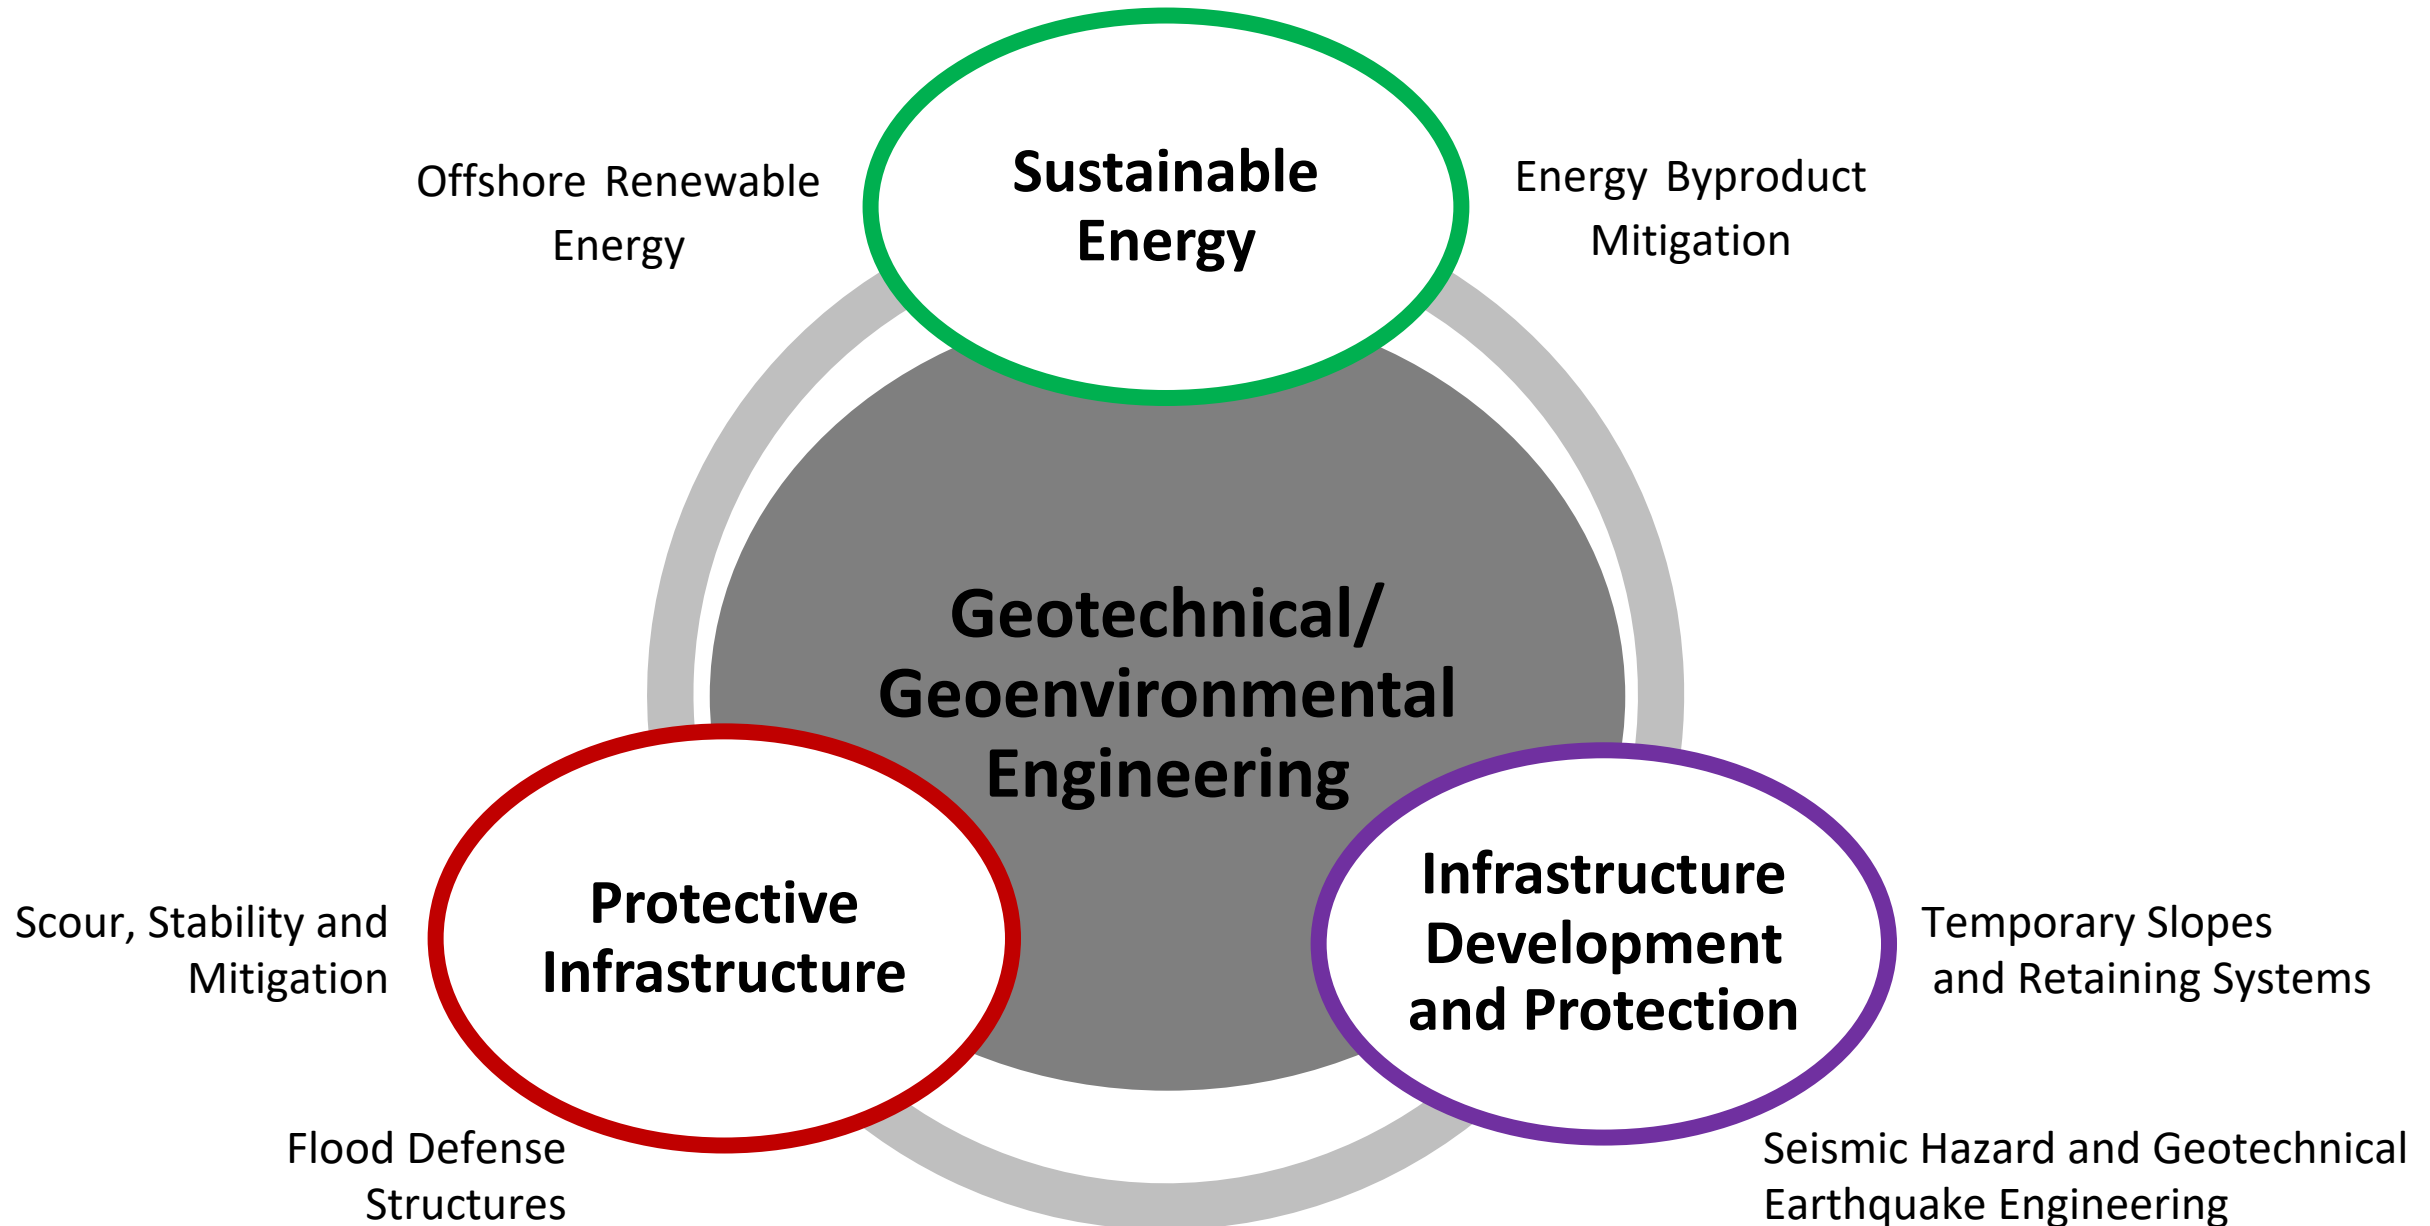 Sustainable
Energy
Offshore Renewable
Energy
Energy Byproduct
Mitigation
Geotechnical/
Geoenvironmental
Engineering
Protective
Infrastructure
Infrastructure
Development
and Protection
Scour, Stability and
Mitigation
Temporary Slopes
and Retaining Systems
Flood Defense
Structures
Seismic Hazard and Geotechnical
Earthquake Engineering